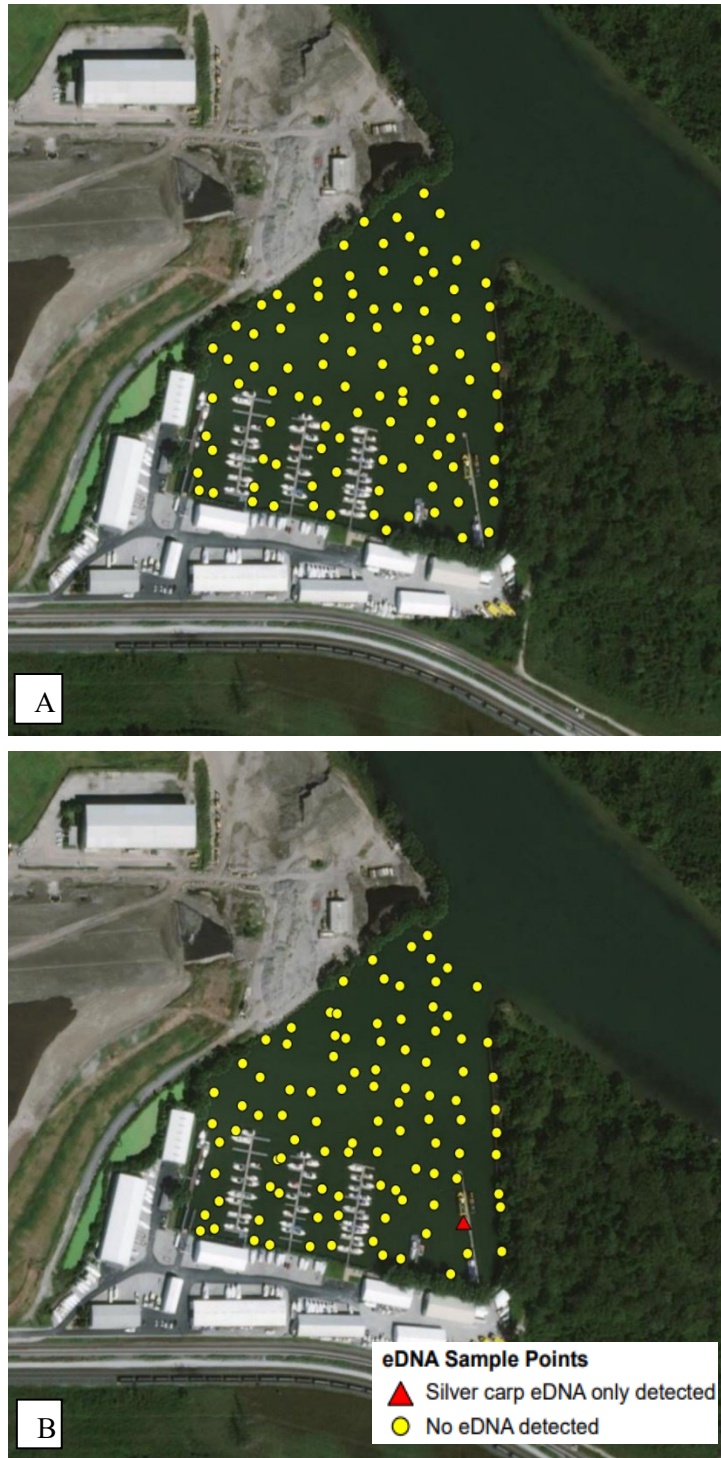 A
eDNA Sample Points
Silver carp eDNA only detected
No eDNA detected
B